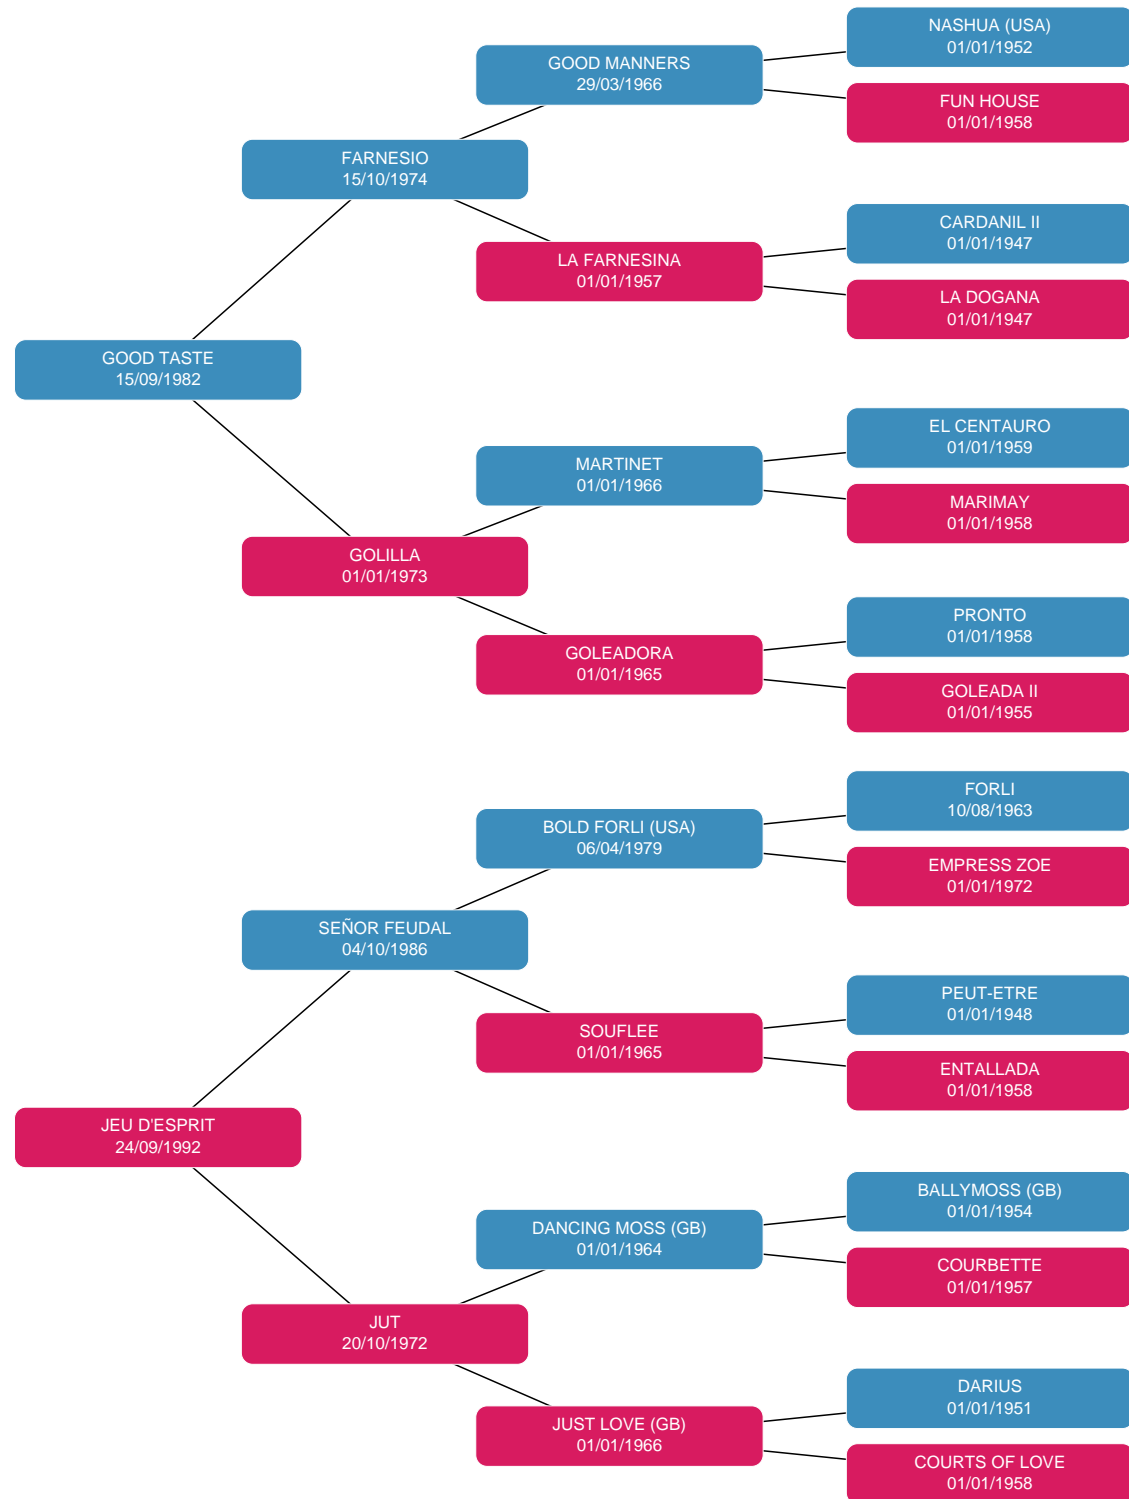 NASHUA (USA)
01/01/1952
GOOD MANNERS
29/03/1966
FUN HOUSE
01/01/1958
FARNESIO
15/10/1974
CARDANIL II
01/01/1947
LA FARNESINA
01/01/1957
LA DOGANA
01/01/1947
GOOD TASTE
15/09/1982
EL CENTAURO
01/01/1959
MARTINET
01/01/1966
MARIMAY
01/01/1958
GOLILLA
01/01/1973
PRONTO
01/01/1958
GOLEADORA
01/01/1965
GOLEADA II
01/01/1955
FORLI
10/08/1963
BOLD FORLI (USA)
06/04/1979
EMPRESS ZOE
01/01/1972
SEÑOR FEUDAL
04/10/1986
PEUT-ETRE
01/01/1948
SOUFLEE
01/01/1965
ENTALLADA
01/01/1958
JEU D'ESPRIT
24/09/1992
BALLYMOSS (GB)
01/01/1954
DANCING MOSS (GB)
01/01/1964
COURBETTE
01/01/1957
JUT
20/10/1972
DARIUS
01/01/1951
JUST LOVE (GB)
01/01/1966
COURTS OF LOVE
01/01/1958